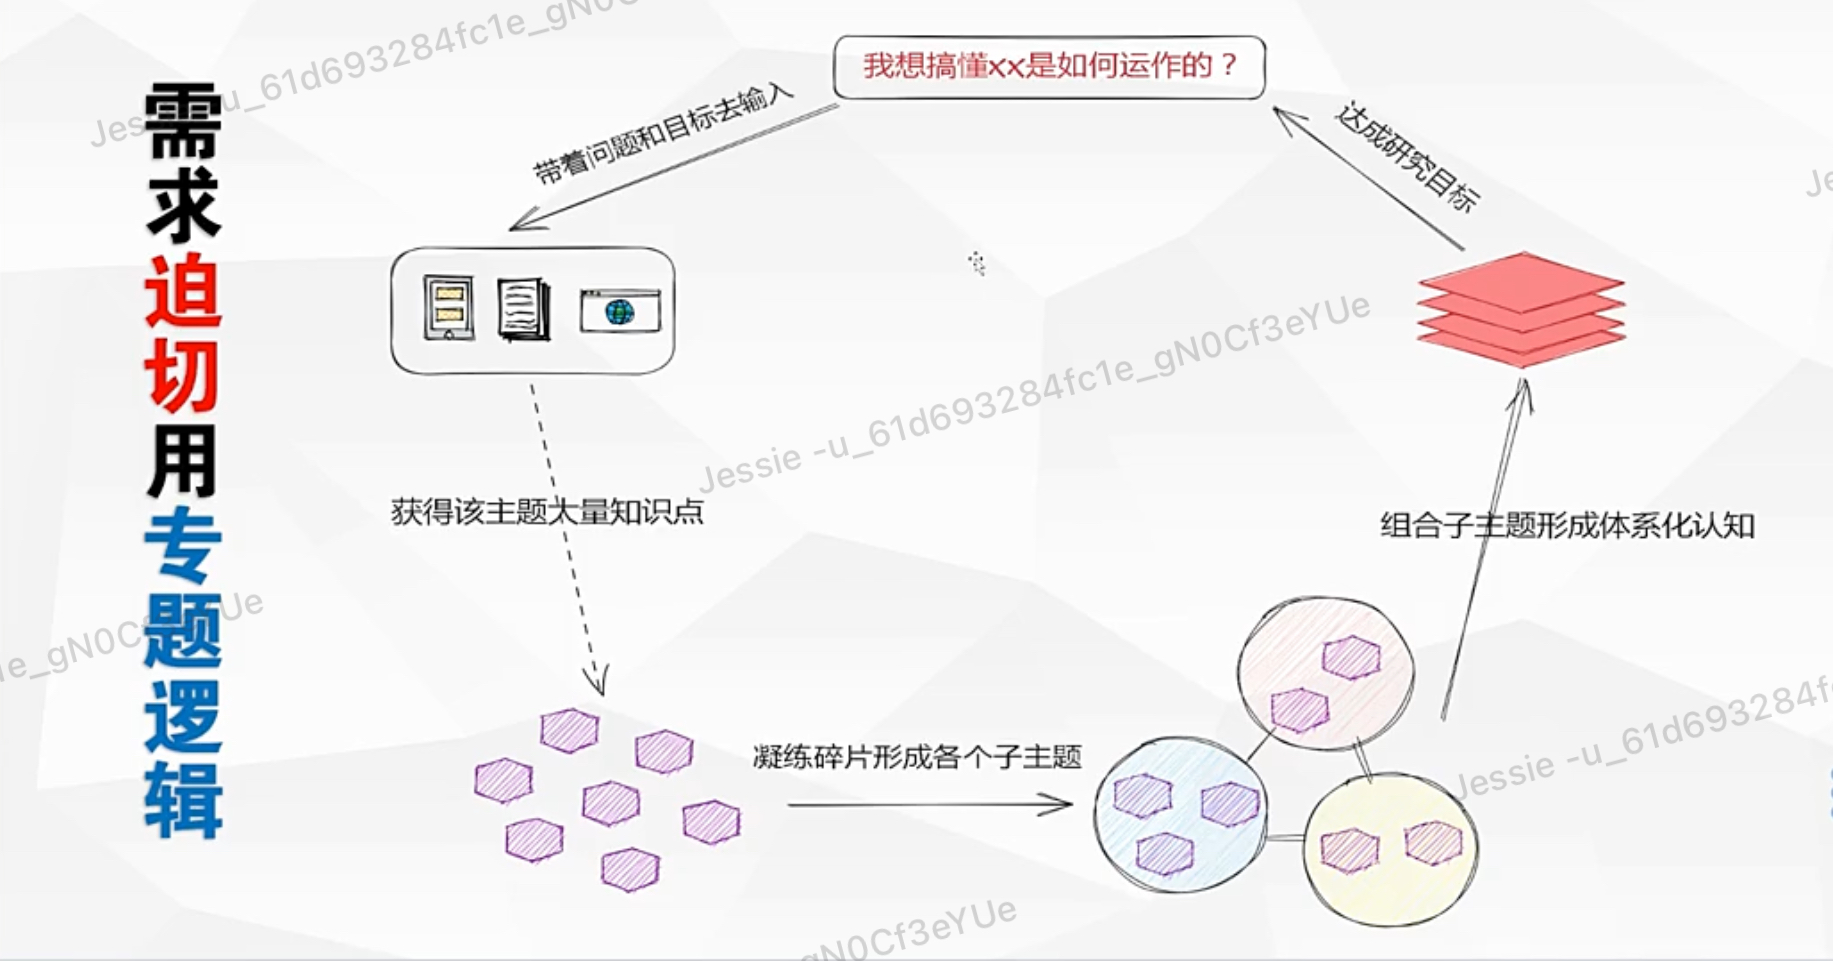 需求迫切用专题逻辑
我想搞懂xx是如何运作的？
带着问题和目标去输入
达成研究目标
获得该主题大量知识点
组合子主题形成体系化认知
凝练碎片形成各个子主题
Jessie -u_61d693284fc1e_gN0Cf3eYUe
Jessie -u_61d693284f
u_61d693284fc1e_gN0C
Jes
Je
le_gN0Cf3eYUe
gN0Cf3eYUe